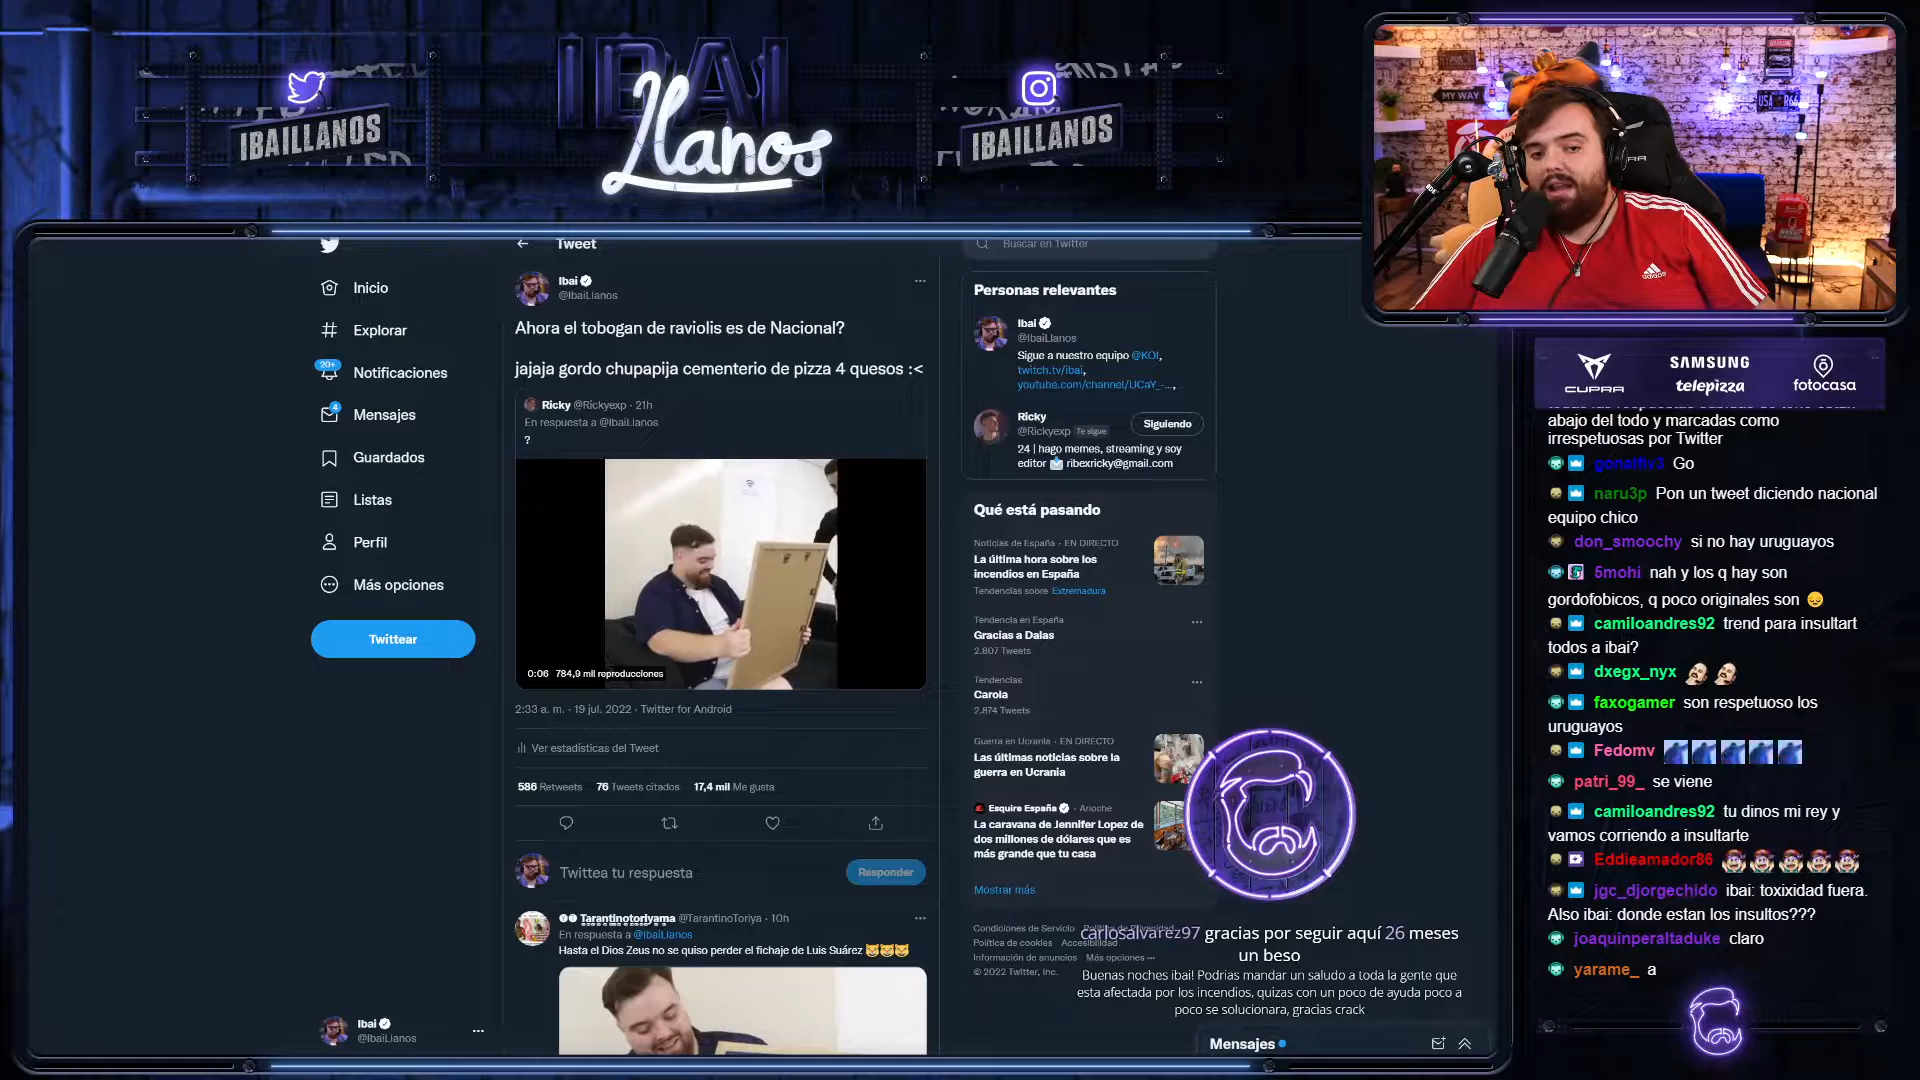 IBAI
Llanos
IBAILLANOS
IBAILLANOS
MY WAY
adidas
Tweet
Buscar en Twitter
Inicio
Explorar
20+
Notificaciones
4
Mensajes
Guardados
Listas
Perfil
Más opciones
Twittear
Ibai
@IbaiLlanos
Ibai
@IbaiLlanos
Ahora el tobogan de raviolis es de Nacional?
jajaja gordo chupapija cementerio de pizza 4 quesos :<
Ricky @Rickyexp · 21h
En respuesta a @IbaiLlanos
?
0:06 784,9 mil reproducciones
2:33 a. m. · 19 jul. 2022 · Twitter for Android
Ver estadísticas del Tweet
586 Retweets 76 Tweets citados 17,4 mil Me gusta
Twittea tu respuesta
Responder
Tarantinotoriyama @TarantinoToriya · 10h
En respuesta a @IbaiLlanos
Hasta el Dios Zeus no se quiso perder el fichaje de Luis Suárez 😹😹😹
Personas relevantes
Ibai
@IbaiLlanos
Sigue a nuestro equipo @KOI,
twitch.tv/ibai,
youtube.com/channel/UCaY_-...,
Ricky
@Rickyexp Te sigue
Siguiendo
24 | hago memes, streaming y soy
editor 📩 ribexricky@gmail.com
Qué está pasando
Noticias de España · EN DIRECTO
La última hora sobre los
incendios en España
Tendencias sobre Extremadura
Tendencia en España
Gracias a Dalas
2.807 Tweets
Tendencias
Carola
2.874 Tweets
Guerra en Ucrania · EN DIRECTO
Las últimas noticias sobre la
guerra en Ucrania
Esquire España · Anoche
La caravana de Jennifer Lopez de
dos millones de dólares que es
más grande que tu casa
Mostrar más
Condiciones de Servicio Política de Privacidad
Política de cookies Accesibilidad
Información de anuncios Más opciones ···
© 2022 Twitter, Inc.
carlosalvarez97 gracias por seguir aquí 26 meses
un beso
Buenas noches ibai! Podrias mandar un saludo a toda la gente que
esta afectada por los incendios, quizas con un poco de ayuda poco a
poco se solucionara, gracias crack
Mensajes
CUPRA
SAMSUNG
telepizza
fotocasa
abajo del todo y marcadas como
irrespetuosas por Twitter
Go
naru3p Pon un tweet diciendo nacional
equipo chico
don_smoochy si no hay uruguayos
5mohi nah y los q hay son
gordofobicos, q poco originales son 😔
camiloandres92 trend para insultart
todos a ibai?
dxegx_nyx
faxogamer son respetuoso los
uruguayos
Fedomv
patri_99_ se viene
camiloandres92 tu dinos mi rey y
vamos corriendo a insultarte
Eddieamador86
jgc_djorgechido ibai: toxixidad fuera.
Also ibai: donde estan los insultos???
joaquinperaltaduke claro
yarame_ a